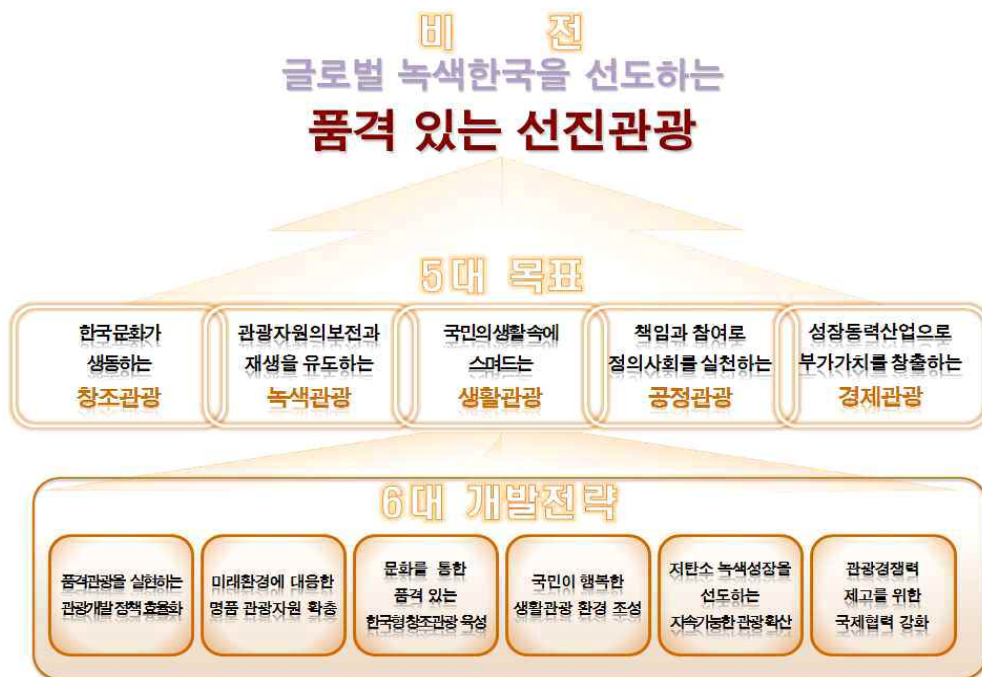 비 전
글로벌 녹색한국을 선도하는
품격 있는 선진관광
5대 목표
한국문화가
생동하는
창조관광
관광자원의보전과
재생을 유도하는
녹색관광
국민의생활 속에
스며드는
생활관광
책임과 참여로
정의사회를 실천하는
공정관광
성장동력산업으로
부가가치를 창출하는
경제관광
6대 개발전략
품격관광을 실현하는
관광개발 정책 효율화
미래환경에 대응한
명품 관광자원 확충
문화를 통한
품격 있는
한국형 창조관광 육성
국민이 행복한
생활관광 환경 조성
저탄소 녹색성장을
선도하는
지속가능한 관광 확산
관광경쟁력
제고를 위한
국제협력 강화